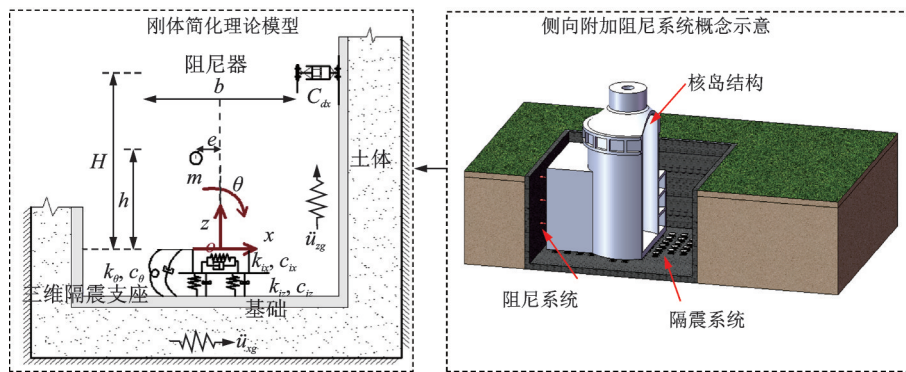 刚体简化理论模型
阻尼器
b
C_dx
e
m
θ
H
h
z
x
o
土体
ü_zg
k_ix, c_ix
k_θ, c_θ
k_iz, c_iz
三维隔震支座
基础
ü_xg
侧向附加阻尼系统概念示意
核岛结构
阻尼系统
隔震系统